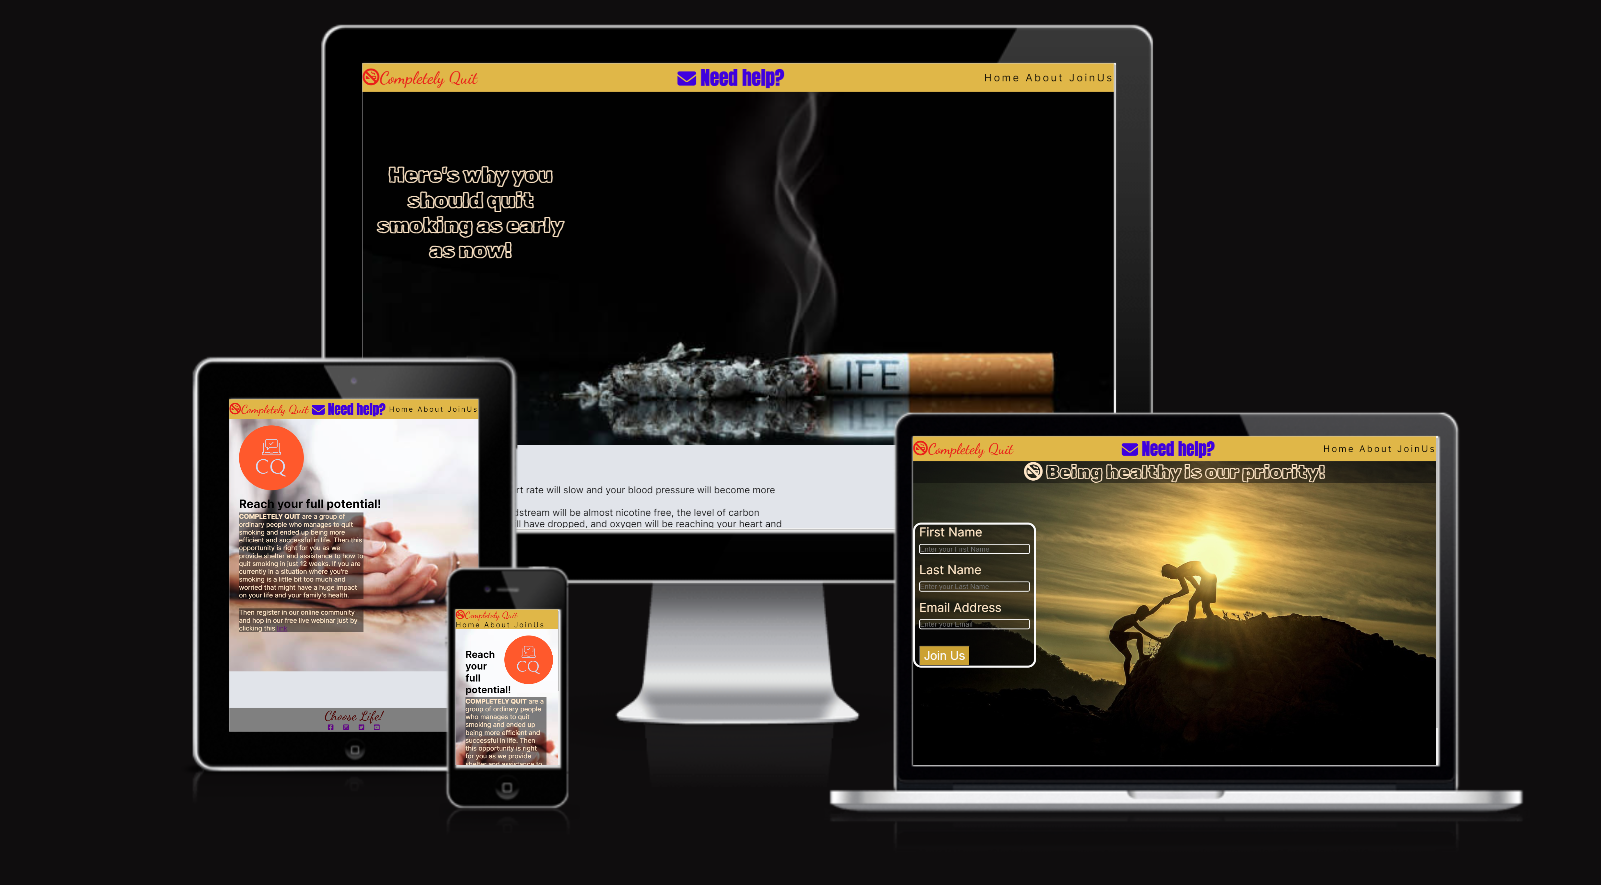 Completely Quit
Need help?
Home About JoinUs
Here's why you
should quit
smoking as early
as now!
LIFE
rt rate will slow and your blood pressure will become more
dstream will be almost nicotine free, the level of carbon
ll have dropped, and oxygen will be reaching your heart and
Completely Quit
Need help?
Home About JoinUs
CQ
Reach your full potential!
COMPLETELY QUIT are a group of
ordinary people who manages to quit
smoking and ended up being more
efficient and successful in life. Then this
opportunity is right for you as we
provide shelter and assistance to how to
quit smoking in just 12 weeks. If you are
currently in a situation where you're
smoking is a little bit too much and
worried that might have a huge impact
on your life and your family's health.
Then register in our online community
and hop in our free live webinar just by
clicking this
Choose Life!
Completely Quit
Home About JoinUs
CQ
Reach
your
full
potential!
COMPLETELY QUIT are a
group of ordinary people
who manages to quit
smoking and ended up
being more efficient and
successful in life. Then
this opportunity is right
for you as we provide
shelter and assistance to
Completely Quit
Need help?
Home About JoinUs
Being healthy is our priority!
First Name
Enter your First Name
Last Name
Enter your Last Name
Email Address
Enter your Email
Join Us